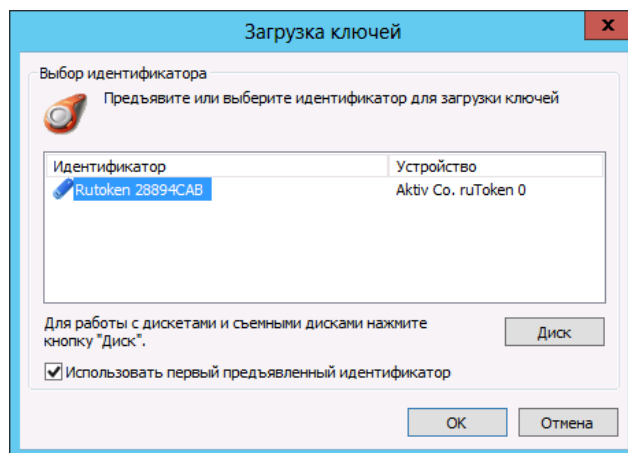 Загрузка ключей
x
Выбор идентификатора
Предъявите или выберите идентификатор для загрузки ключей
Идентификатор Устройство
Rutoken 28894CAB Aktiv Co. ruToken 0
Для работы с дискетами и съемными дисками нажмите
кнопку "Диск".
Диск
Использовать первый предъявленный идентификатор
ОК Отмена